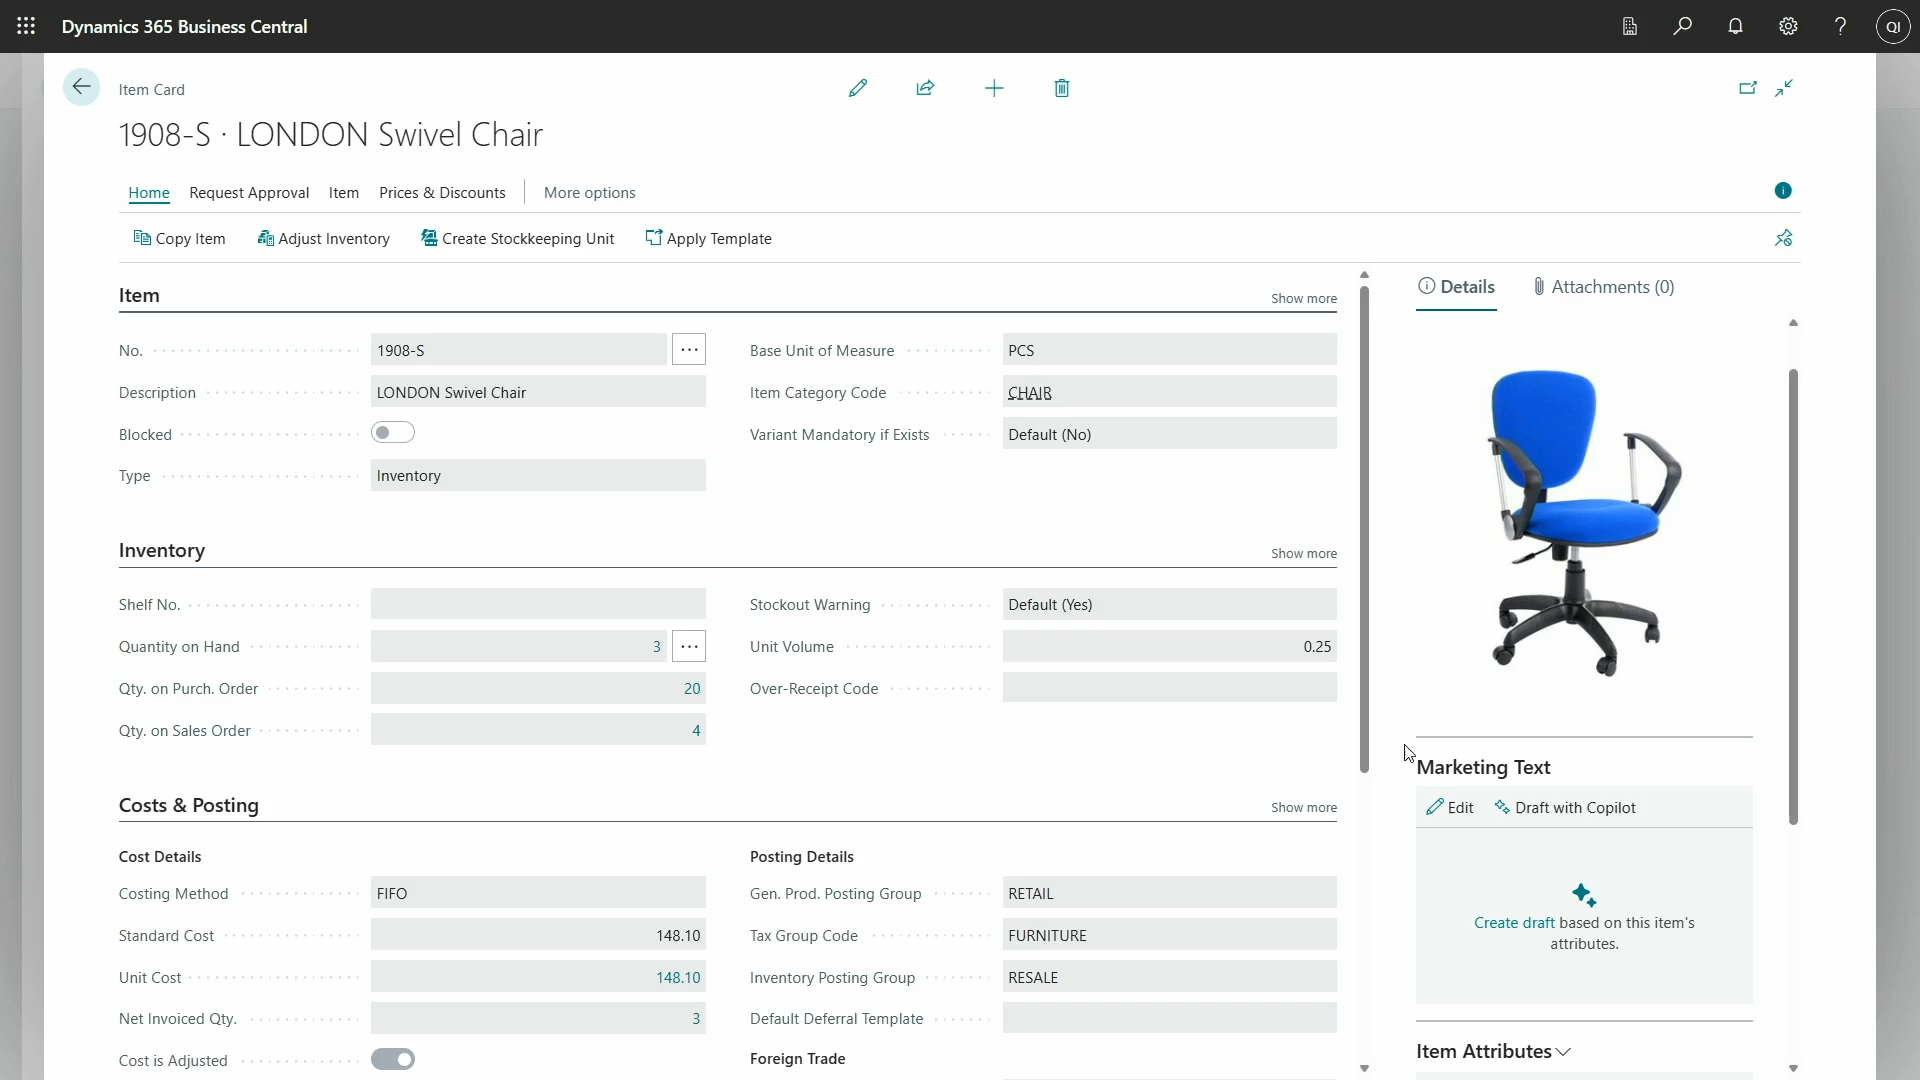 Dynamics 365 Business Central
QI
Item Card
1908-S · LONDON Swivel Chair
Home Request Approval Item Prices & Discounts More options
Copy Item Adjust Inventory Create Stockkeeping Unit Apply Template
Item Show more
No. 1908-S
Description LONDON Swivel Chair
Blocked
Type Inventory
Base Unit of Measure PCS
Item Category Code CHAIR
Variant Mandatory if Exists Default (No)
Inventory Show more
Shelf No.
Quantity on Hand 3
Qty. on Purch. Order 20
Qty. on Sales Order 4
Stockout Warning Default (Yes)
Unit Volume 0.25
Over-Receipt Code
Costs & Posting Show more
Cost Details
Costing Method FIFO
Standard Cost 148.10
Unit Cost 148.10
Net Invoiced Qty. 3
Cost is Adjusted
Posting Details
Gen. Prod. Posting Group RETAIL
Tax Group Code FURNITURE
Inventory Posting Group RESALE
Default Deferral Template
Foreign Trade
Details Attachments (0)
Marketing Text
Edit Draft with Copilot
Create draft based on this item's
attributes.
Item Attributes